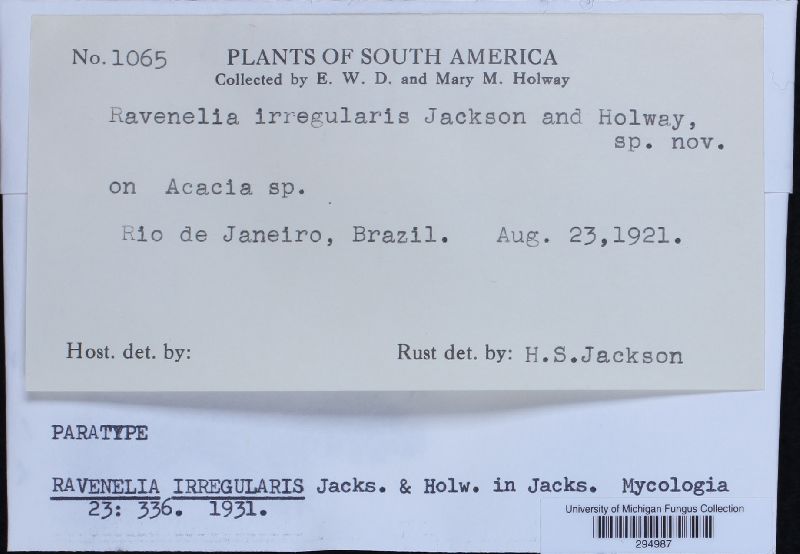 No. 1065 PLANTS OF SOUTH AMERICA
Collected by E. W. D. and Mary M. Holway
Ravenelia irregularis Jackson and Holway,
sp. nov.
on Acacia sp.
Rio de Janeiro, Brazil. Aug. 23,1921.
Host. det. by: Rust det. by: H.S.Jackson
PARATYPE
RAVENELIA IRREGULARIS Jacks. & Holw. in Jacks. Mycologia
23: 336. 1931.
University of Michigan Fungus Collection
294987